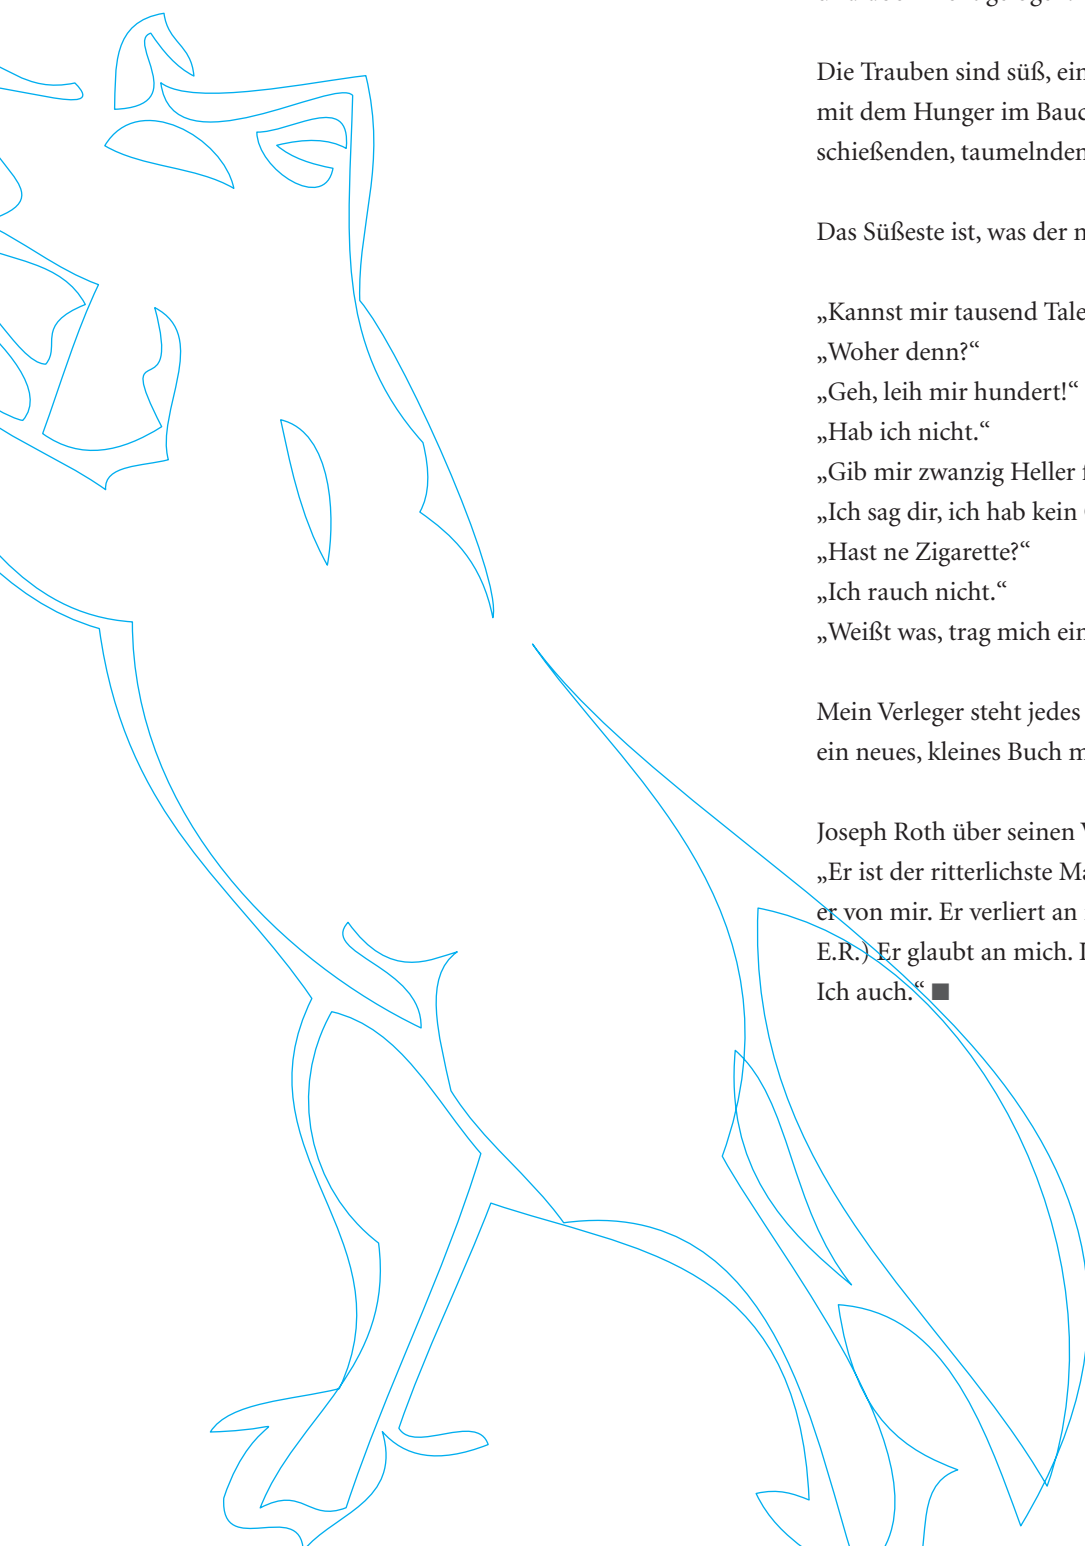 Die Trauben sind süß, ein
mit dem Hunger im Bauc
schießenden, taumelnden
Das Süßeste ist, was der n
„Kannst mir tausend Tale
„Woher denn?“
„Geh, leih mir hundert!“
„Hab ich nicht.“
„Gib mir zwanzig Heller f
„Ich sag dir, ich hab kein
„Hast ne Zigarette?“
„Ich rauch nicht.“
„Weißt was, trag mich ein
Mein Verleger steht jedes
ein neues, kleines Buch m
Joseph Roth über seinen V
„Er ist der ritterlichste Ma
er von mir. Er verliert an
E.R.) Er glaubt an mich. I
Ich auch.“ ■